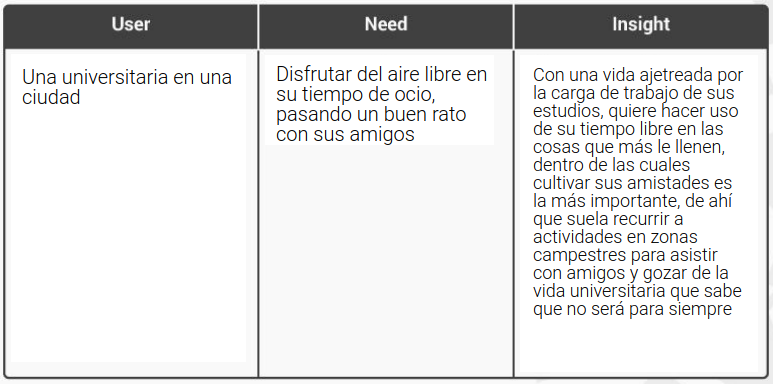 User
Need
Insight
Una universitaria en una
ciudad
Disfrutar del aire libre en
su tiempo de ocio,
pasando un buen rato
con sus amigos
Con una vida ajetreada por
la carga de trabajo de sus
estudios, quiere hacer uso
de su tiempo libre en las
cosas que más le llenen,
dentro de las cuales
cultivar sus amistades es
la más importante, de ahí
que suela recurrir a
actividades en zonas
campestres para asistir
con amigos y gozar de la
vida universitaria que sabe
que no será para siempre